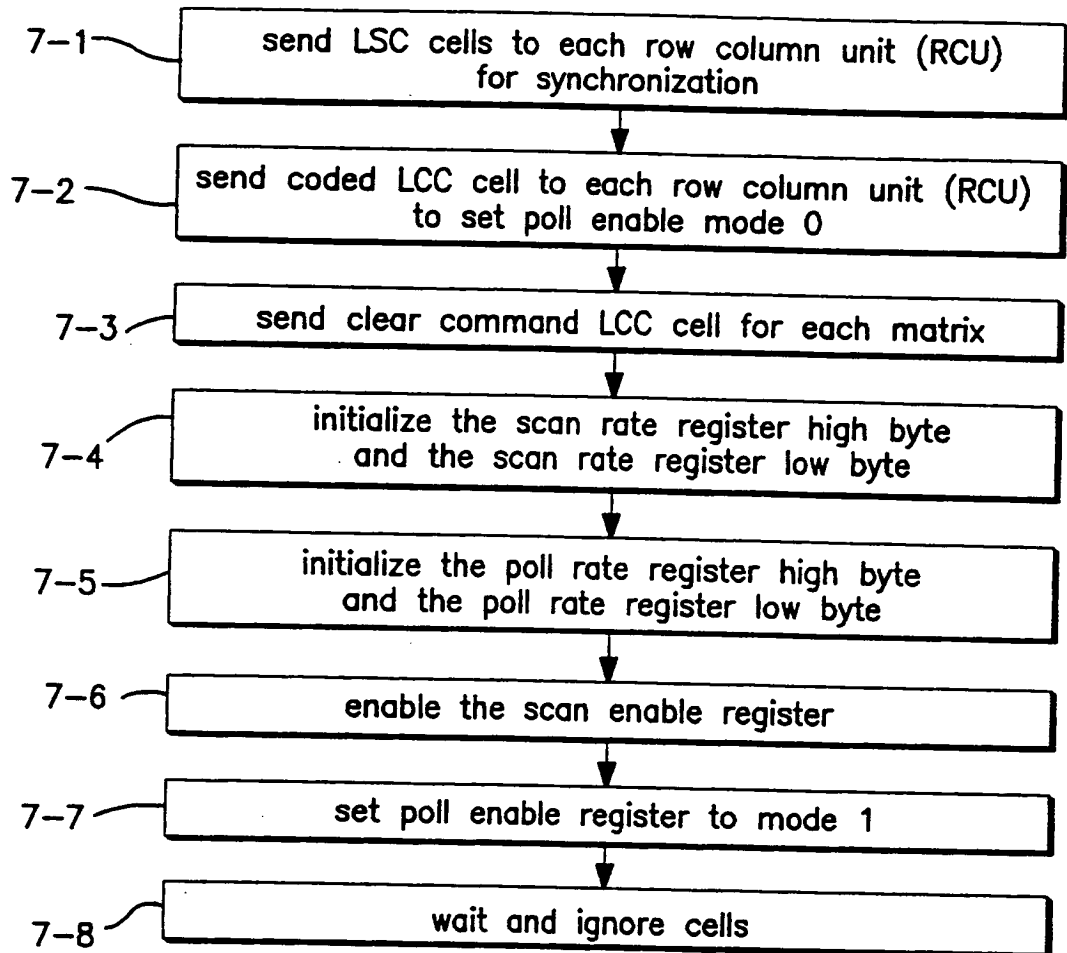 7-1
send LSC cells to each row column unit (RCU)
for synchronization
7-2
send coded LCC cell to each row column unit (RCU)
to set poll enable mode 0
7-3
send clear command LCC cell for each matrix
7-4
initialize the scan rate register high byte
and the scan rate register low byte
7-5
initialize the poll rate register high byte
and the poll rate register low byte
7-6
enable the scan enable register
7-7
set poll enable register to mode 1
7-8
wait and ignore cells